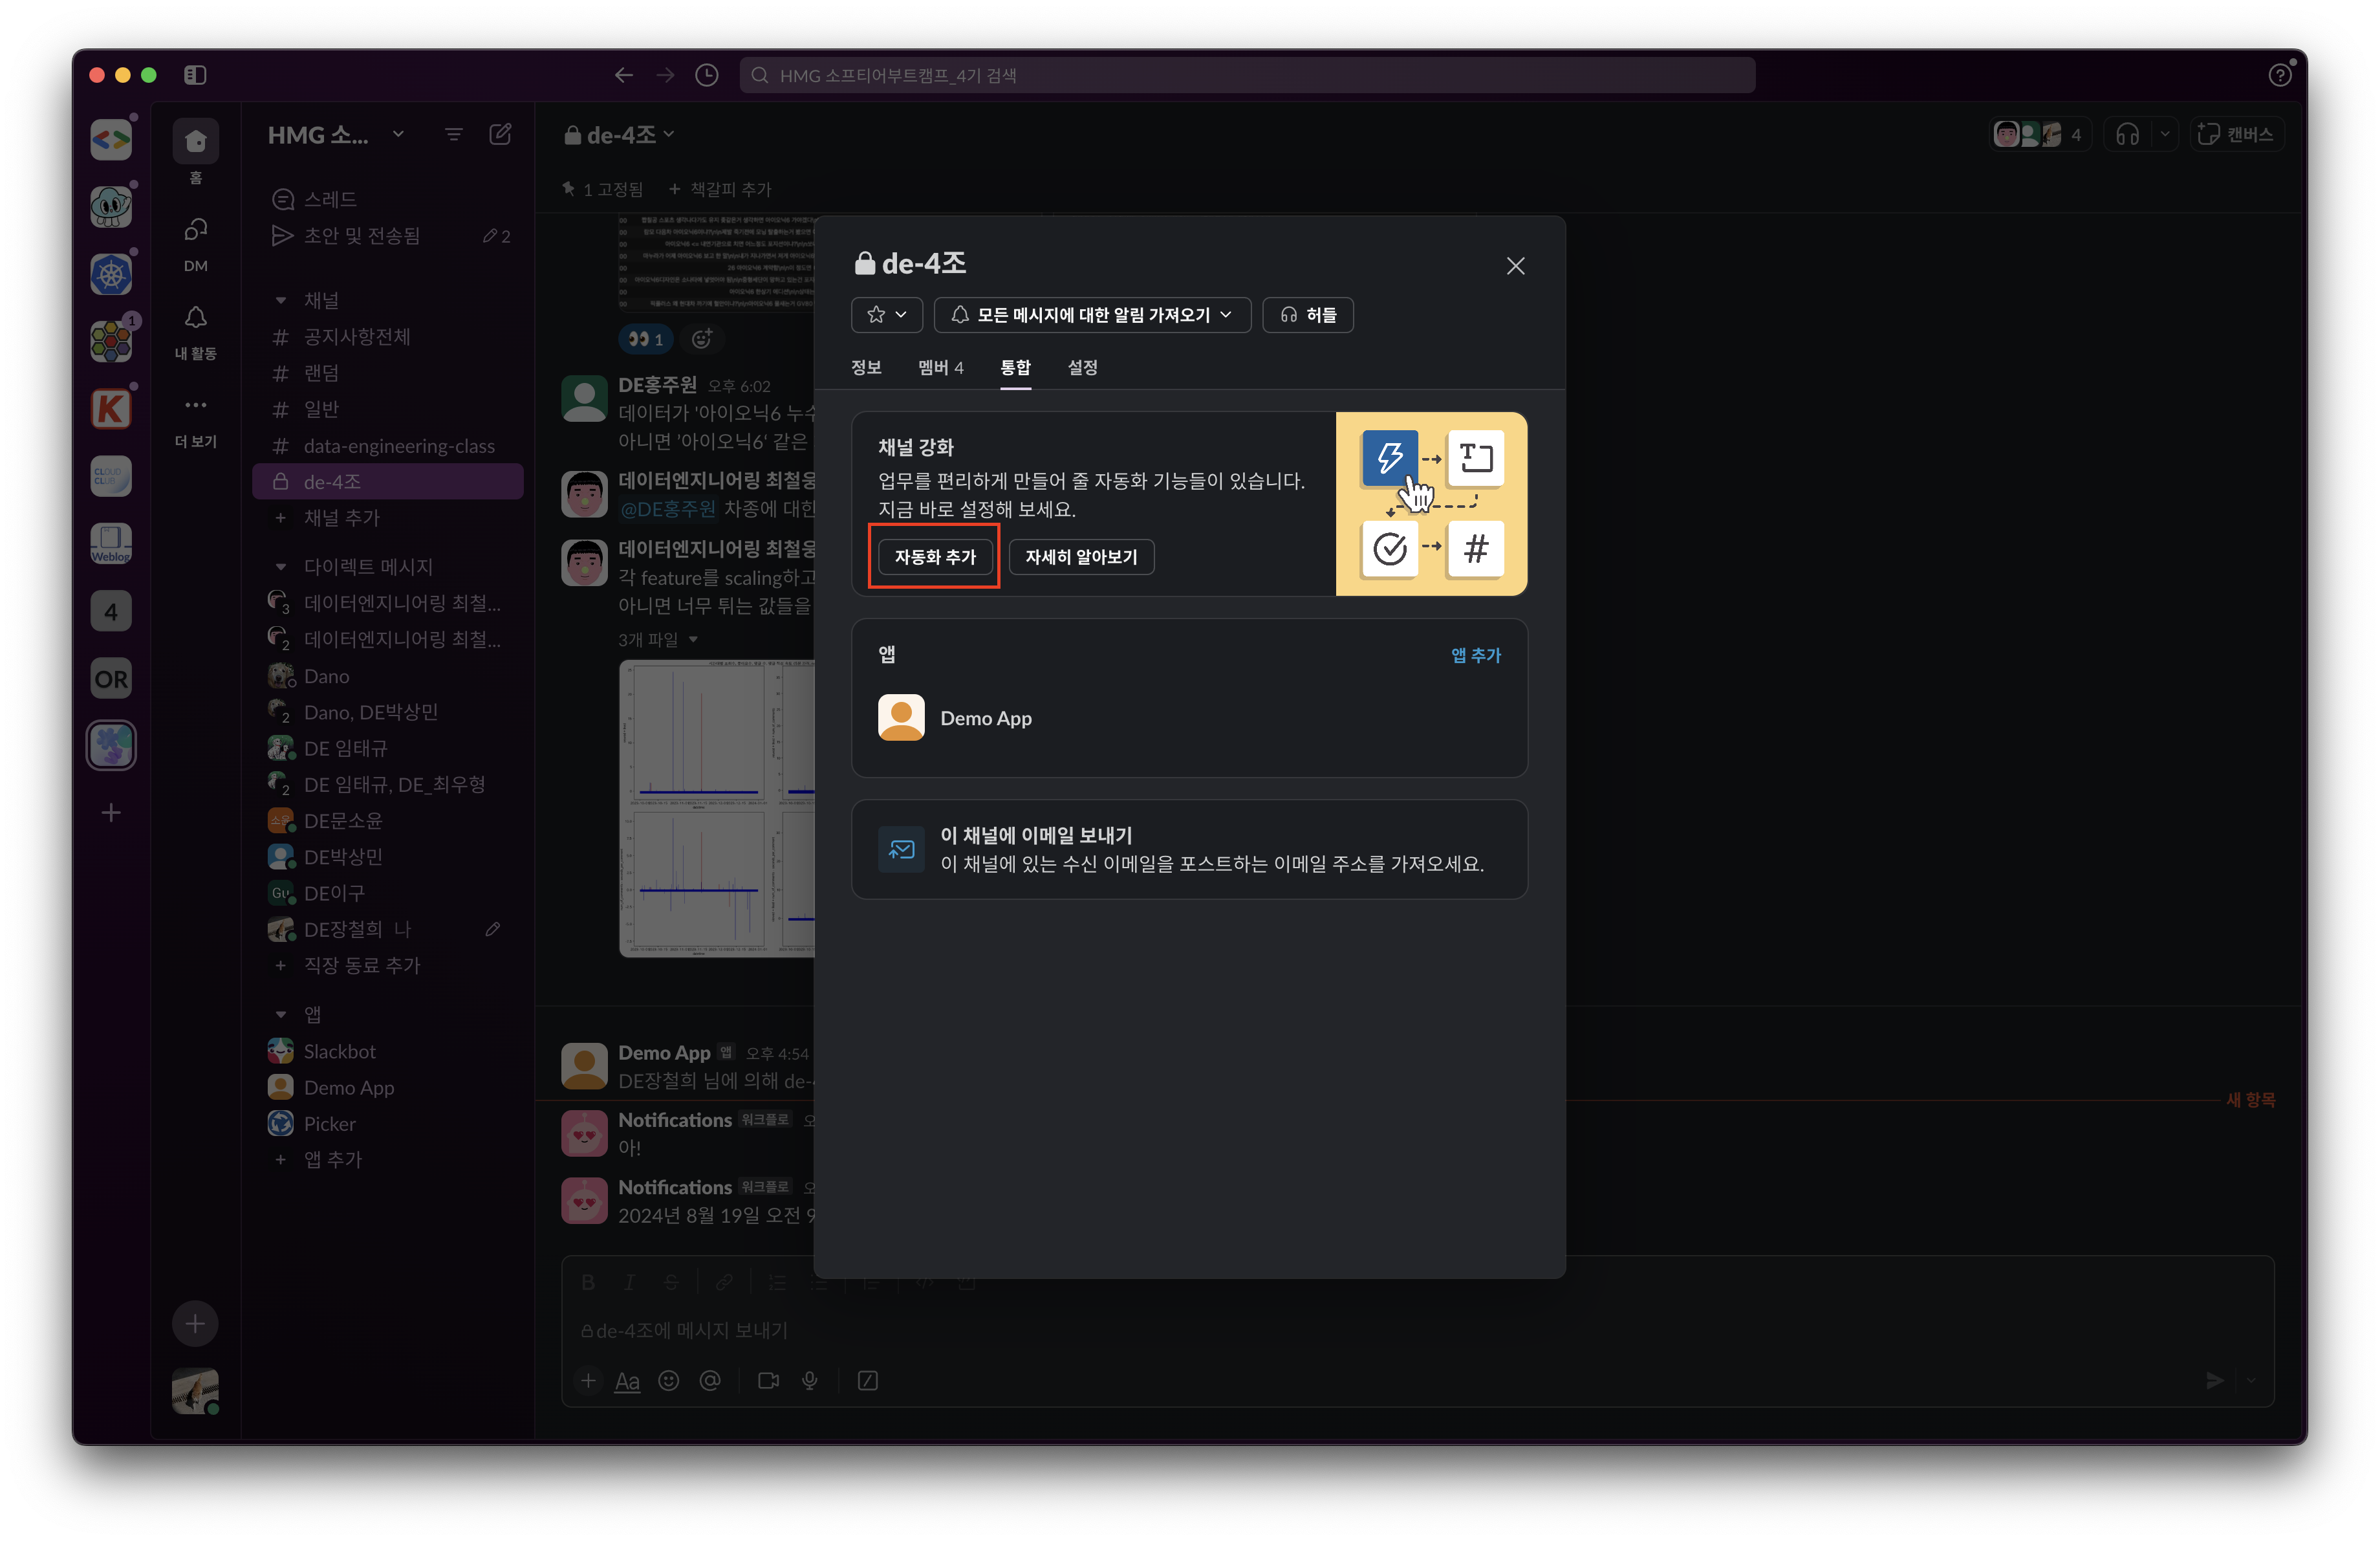 HMG 소프티어부트캠프_4기 검색
HMG 소...
홈
DM
내 활동
더 보기
1
CLOUD
CLUB
Weblog
4
OR
스레드
초안 및 전송됨
2
채널
공지사항전체
랜덤
일반
data-engineering-class
de-4조
채널 추가
다이렉트 메시지
3 데이터엔지니어링 최철...
2 데이터엔지니어링 최철...
Dano
2 Dano, DE박상민
DE 임태규
2 DE 임태규, DE_최우형
소윤 DE문소윤
DE박상민
Gu DE이구
DE장철희 나
직장 동료 추가
앱
Slackbot
Demo App
Picker
앱 추가
de-4조
4
캔버스
1 고정됨
책갈피 추가
1
DE홍주원 오후 6:02
데이터가 '아이오닉6 누수
아니면 '아이오닉6' 같은
데이터엔지니어링 최철웅
@DE홍주원 차종에 대한
데이터엔지니어링 최철웅
각 feature를 scaling하고
아니면 너무 튀는 값들을
3개 파일
Demo App 앱 오후 4:54
DE장철희 님에 의해 de-
새 항목
Notifications 워크플로 오
아!
Notifications 워크플로 오
2024년 8월 19일 오전 9
de-4조에 메시지 보내기
Aa
de-4조
모든 메시지에 대한 알림 가져오기
허들
정보
멤버 4
통합
설정
채널 강화
업무를 편리하게 만들어 줄 자동화 기능들이 있습니다.
지금 바로 설정해 보세요.
자동화 추가
자세히 알아보기
앱
앱 추가
Demo App
이 채널에 이메일 보내기
이 채널에 있는 수신 이메일을 포스트하는 이메일 주소를 가져오세요.